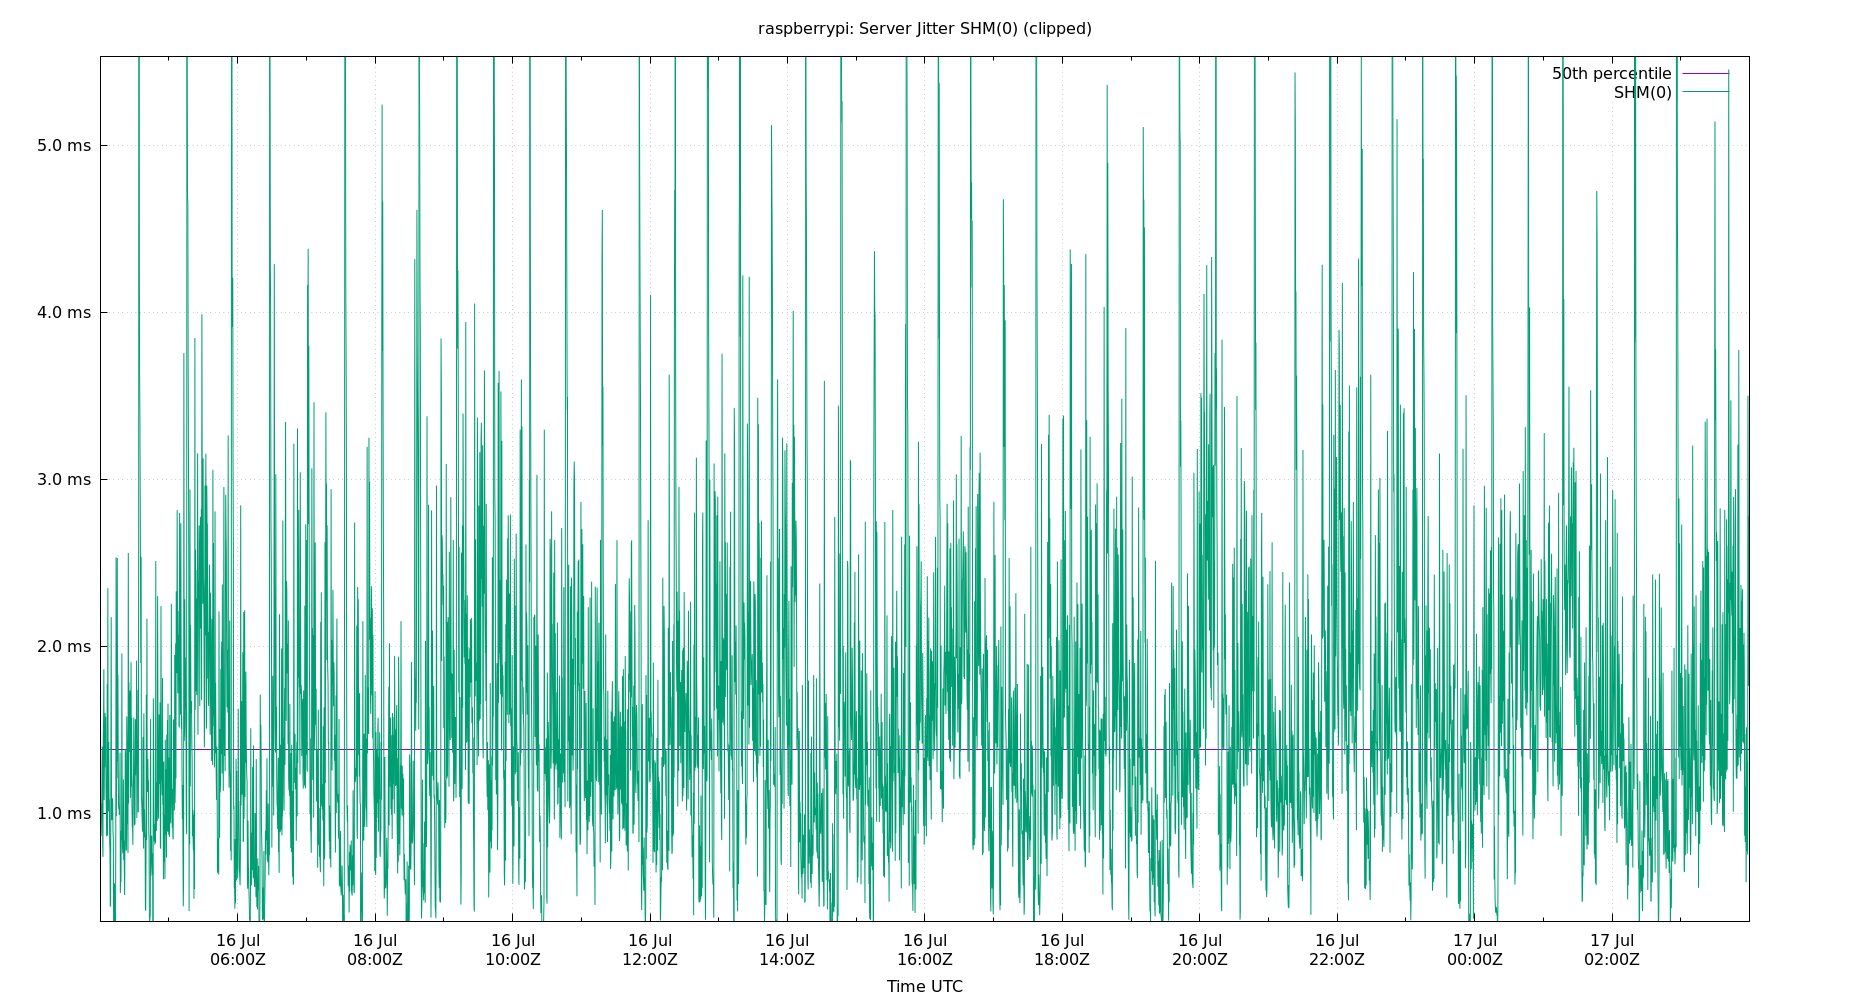 raspberrypi: Server Jitter SHM(0) (clipped)
50th percentile
SHM(0)
5.0 ms
4.0 ms
3.0 ms
2.0 ms
1.0 ms
16 Jul 16 Jul 16 Jul 16 Jul 16 Jul 16 Jul 16 Jul 16 Jul 16 Jul 17 Jul 17 Jul
06:00Z 08:00Z 10:00Z 12:00Z 14:00Z 16:00Z 18:00Z 20:00Z 22:00Z 00:00Z 02:00Z
Time UTC